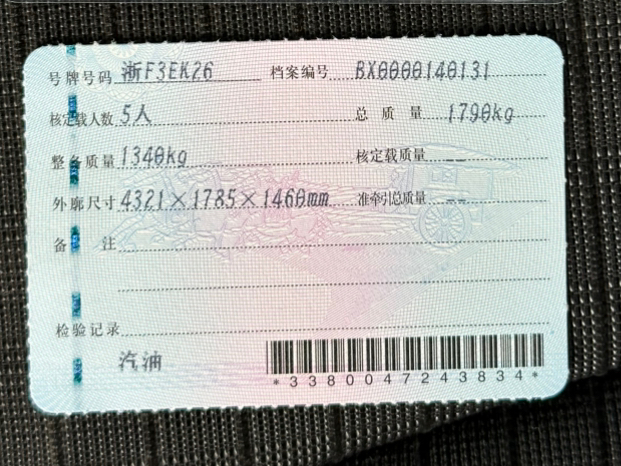 号牌号码 浙F3EK26 档案编号 BX0000140131
核定载人数 5人 总质量 1790kg
整备质量 1340kg 核定载质量 --
外廓尺寸 4321×1785×1460mm 准牵引总质量 --
备注
检验记录
汽油
*3380047243834*